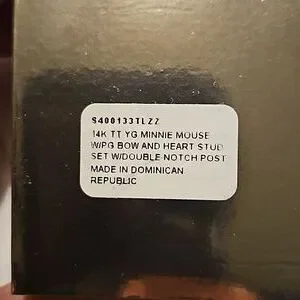 S400133TLZZ
14K TT YG MINNIE MOUSE
W/PG BOW AND HEART STUD
SET W/DOUBLE NOTCH POST
MADE IN DOMINICAN
REPUBLIC